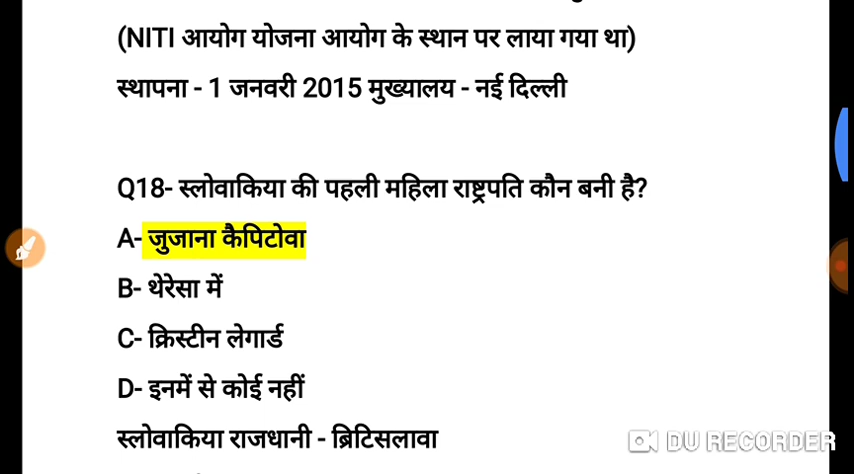 (NITI आयोग योजना आयोग के स्थान पर लाया गया था)
स्थापना - 1 जनवरी 2015 मुख्यालय - नई दिल्ली
Q18- स्लोवाकिया की पहली महिला राष्ट्रपति कौन बनी है?
A- जुजाना कैपिटोवा
B- थेरेसा में
C- क्रिस्टीन लेगार्ड
D- इनमें से कोई नहीं
स्लोवाकिया राजधानी - ब्रिटिसलावा
DU RECORDER